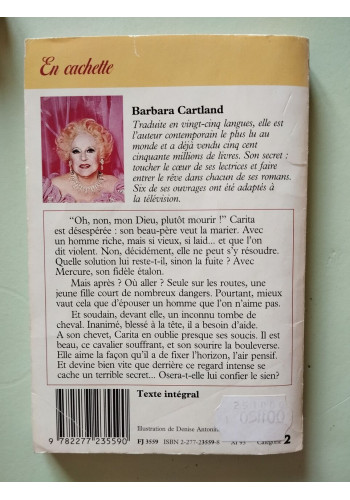 En cachette
Barbara Cartland
Traduite en vingt-cinq langues, elle est
l'auteur contemporain le plus lu au
monde et a déjà vendu cinq cent
cinquante millions de livres. Son secret :
toucher le cœur de ses lectrices et faire
entrer le rêve dans chacun de ses romans.
Six de ses ouvrages ont été adaptés à
la télévision.
"Oh, non, mon Dieu, plutôt mourir !" Carita
est désespérée : son beau-père veut la marier. Avec
un homme riche, mais si vieux, si laid... et que l'on
dit violent. Non, décidément, elle ne peut s'y résoudre.
Quelle solution lui reste-t-il, sinon la fuite ? Avec
Mercure, son fidèle étalon.
Mais après ? Où aller ? Seule sur les routes, une
jeune fille court de nombreux dangers. Pourtant, mieux
vaut cela que d'épouser un homme que l'on n'aime pas.
Et soudain, devant elle, un inconnu tombe de
cheval. Inanimé, blessé à la tête, il a besoin d'aide.
A son chevet, Carita en oublie presque ses soucis. Il est
beau, ce cavalier souffrant, et son sourire la bouleverse.
Elle aime la façon qu'il a de fixer l'horizon, l'air pensif.
Et devine bien vite que derrière ce regard intense se
cache un terrible secret... Osera-t-elle lui confier le sien?
Texte intégral
Illustration de Denise
9 782277 235590
FJ 3559 ISBN 2-277-23559-8
Catégorie 2